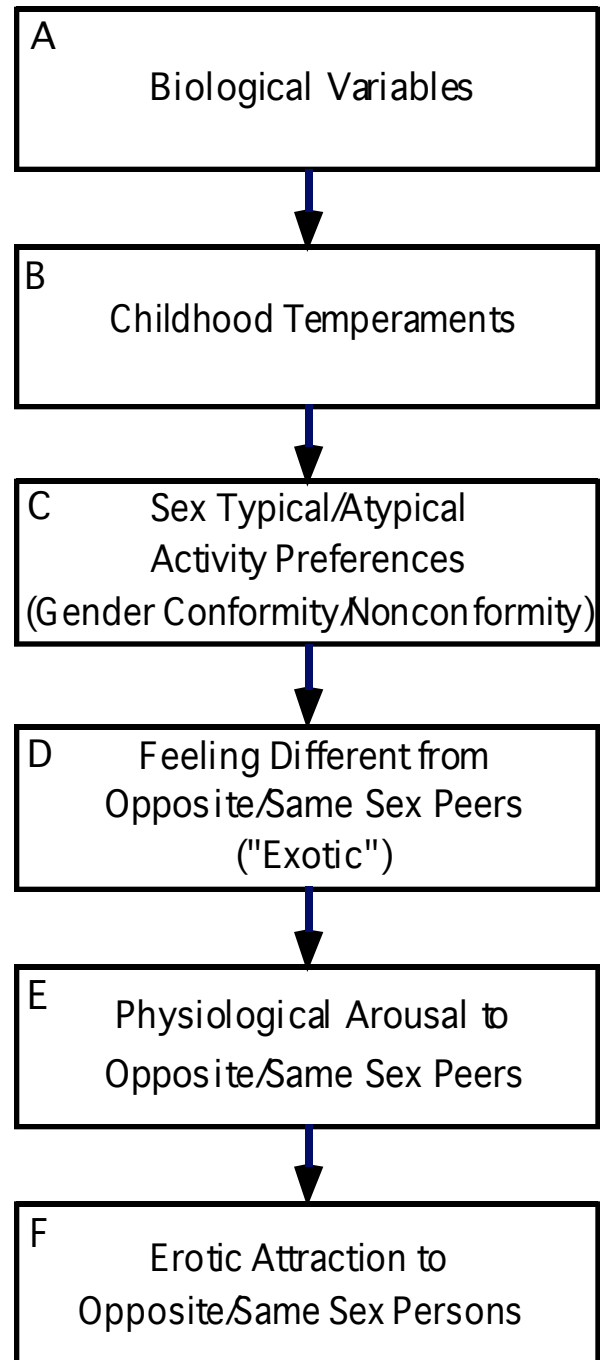 A
Biological Variables
B
Childhood Temperaments
C
Sex Typical/Atypical
Activity Preferences
(Gender Conformity/Nonconformity)
D
Feeling Different from
Opposite/Same Sex Peers
("Exotic")
E
Physiological Arousal to
Opposite/Same Sex Peers
F
Erotic Attraction to
Opposite/Same Sex Persons